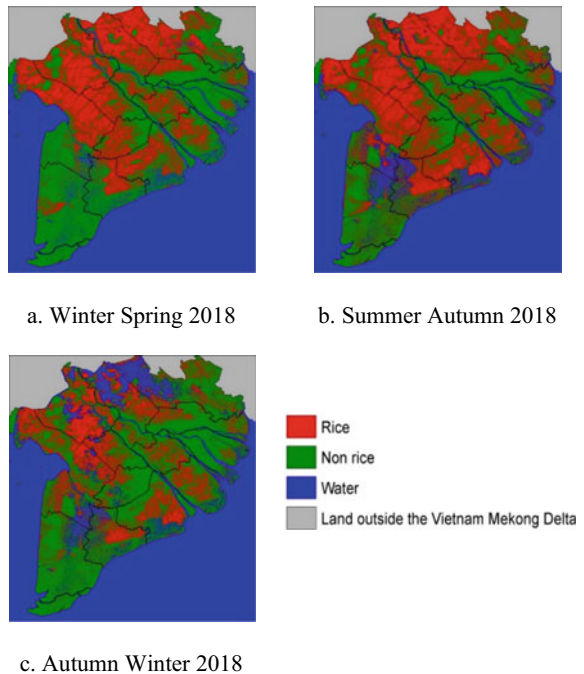 a. Winter Spring 2018
b. Summer Autumn 2018
Rice
Non rice
Water
Land outside the Vietnam Mekong Delta
c. Autumn Winter 2018